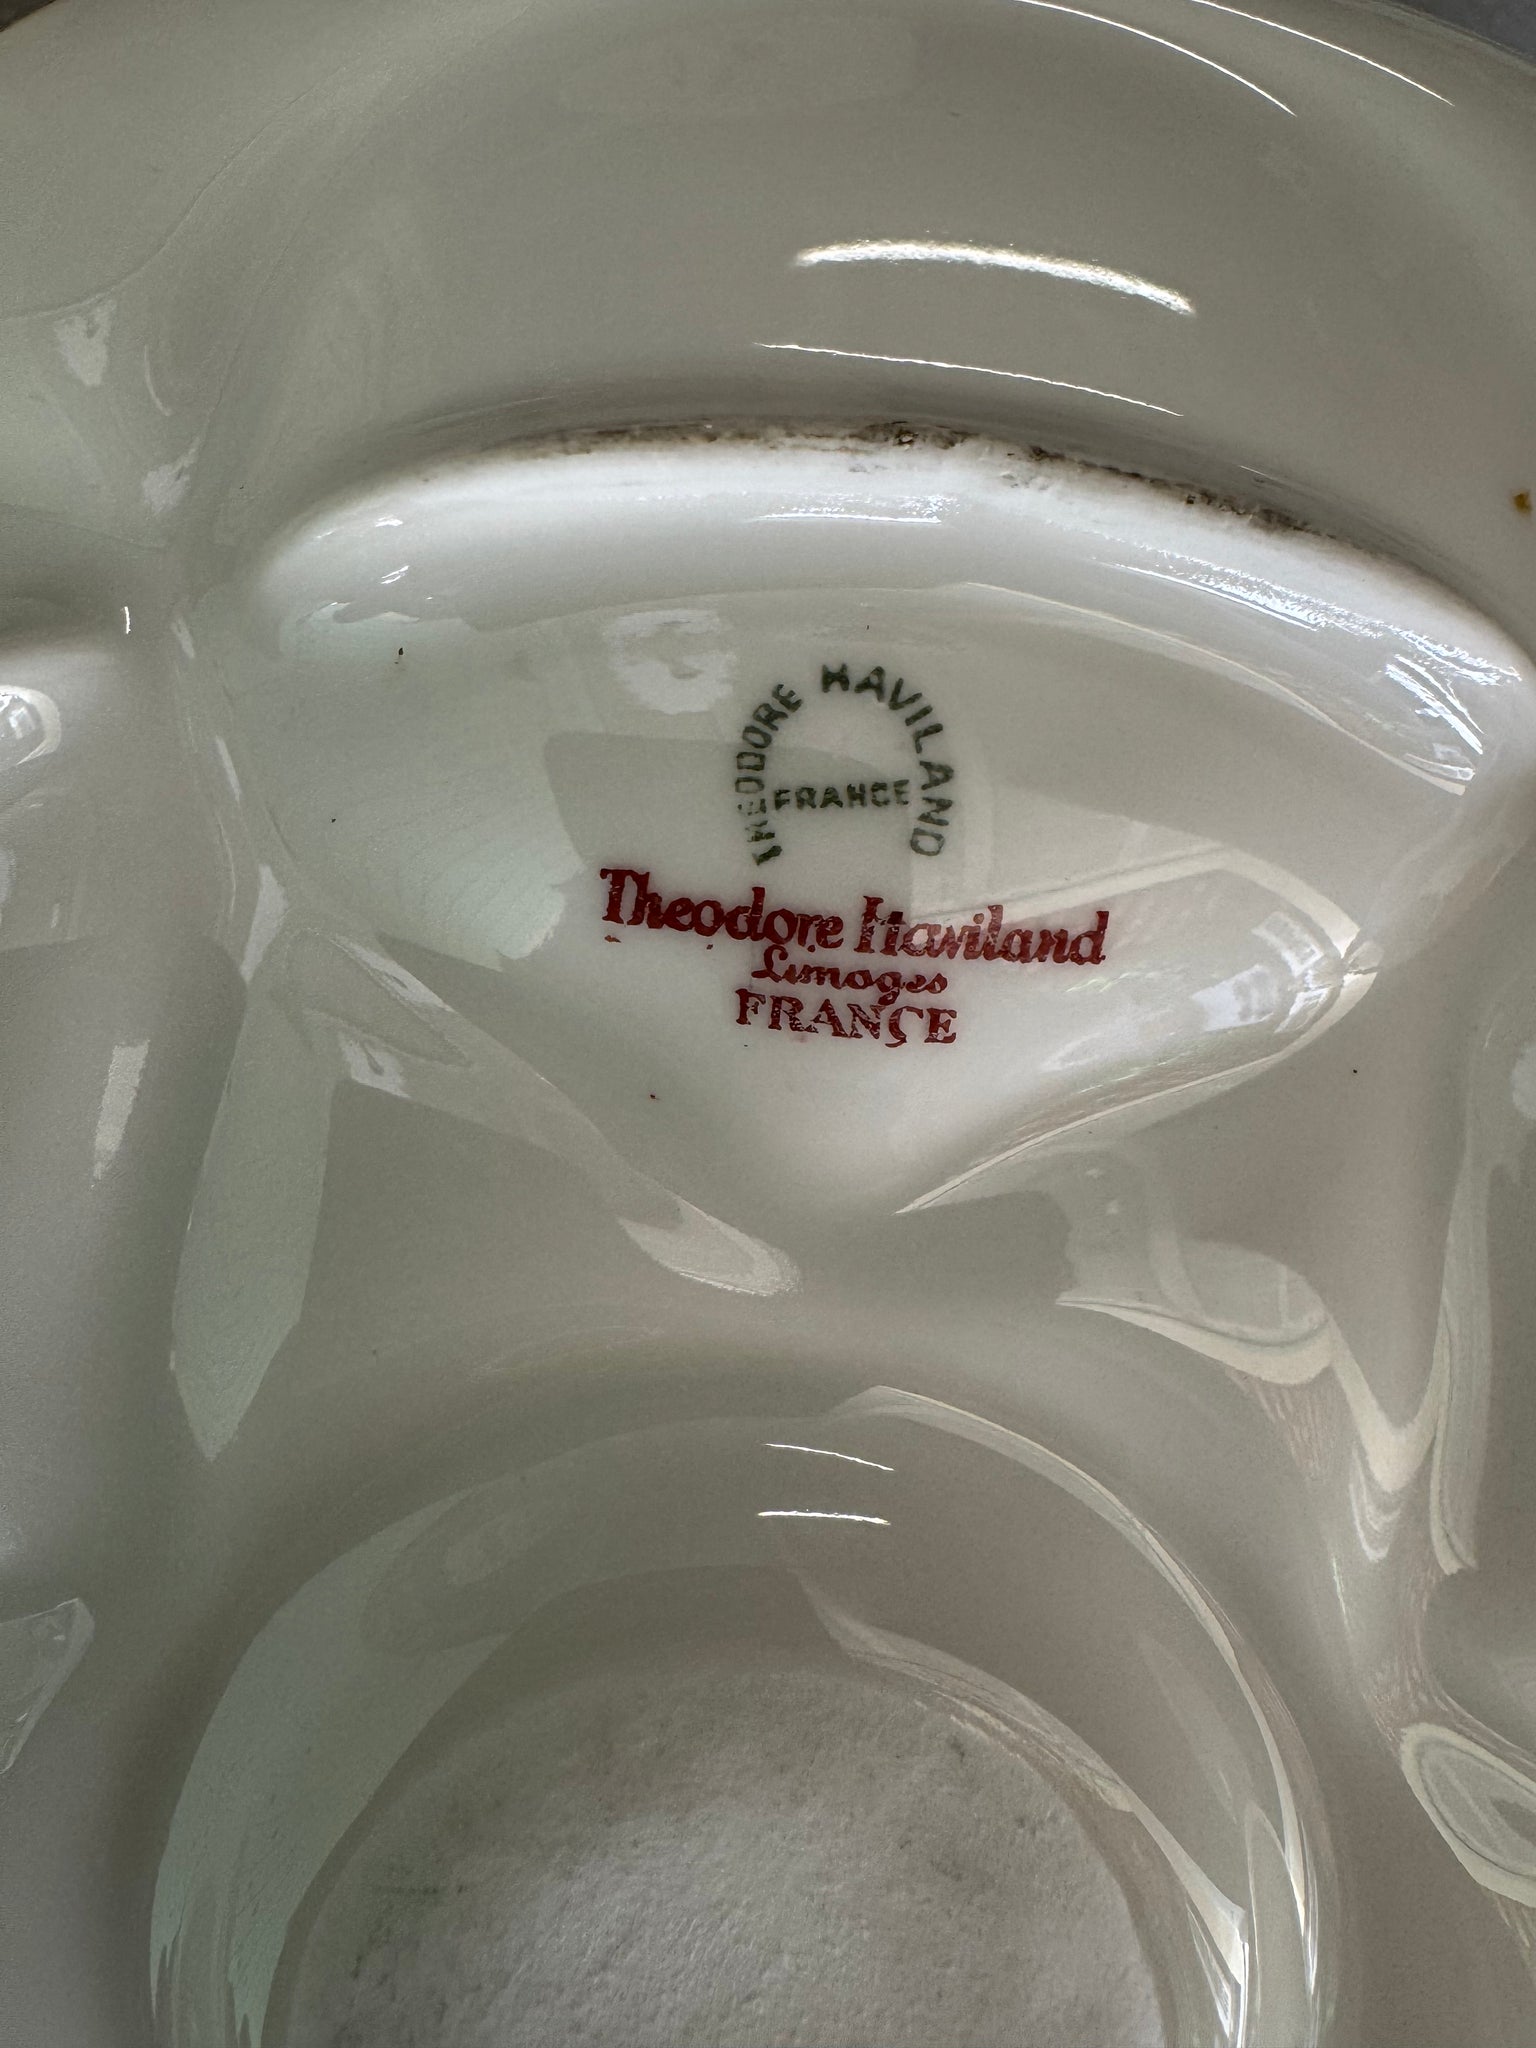 THEODORE HAVILAND
FRANCE
Theodore Haviland
Limoges
FRANCE